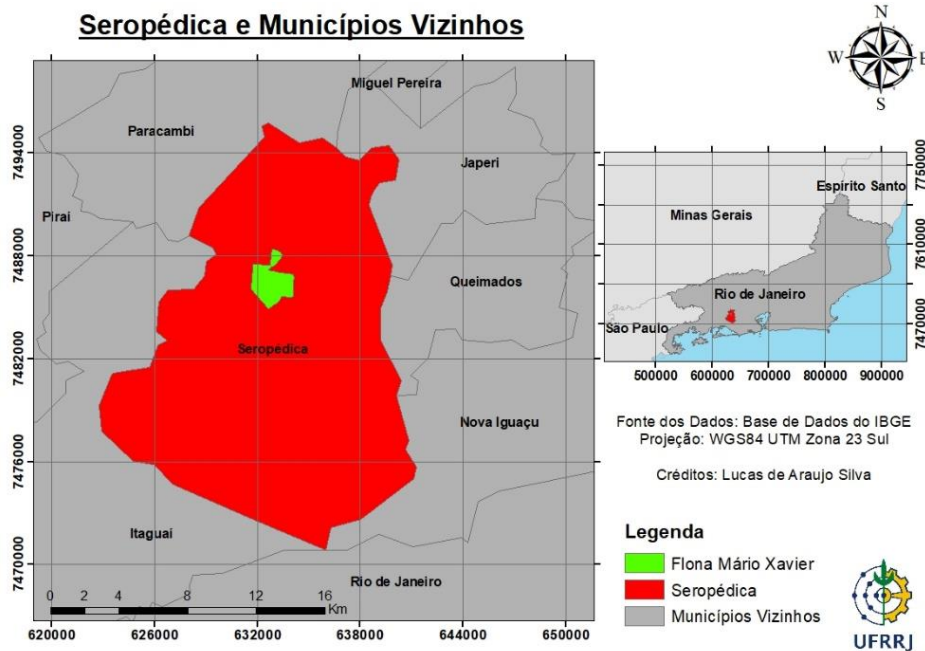 Seropédica e Municípios Vizinhos
N
W
E
S
Miguel Pereira
Paracambi
Japeri
Piraí
Queimados
Seropédica
Nova Iguaçu
Itaguaí
Rio de Janeiro
7494000
7488000
7482000
7476000
7470000
0 2 4 8 12 16
Km
620000 626000 632000 638000 644000 650000
Espírito Santo
Minas Gerais
Rio de Janeiro
São Paulo
7750000
7610000
7470000
500000 600000 700000 800000 900000
Fonte dos Dados: Base de Dados do IBGE
Projeção: WGS84 UTM Zona 23 Sul
Créditos: Lucas de Araujo Silva
Legenda
Flona Mário Xavier
Seropédica
Municípios Vizinhos
UFRRJ